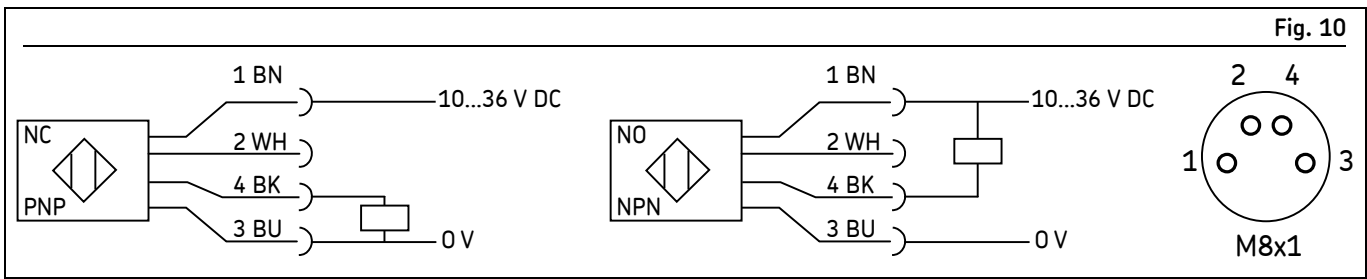 Fig. 10
NC
PNP
1 BN
10...36 V DC
2 WH
4 BK
3 BU
0 V
NO
NPN
1 BN
10...36 V DC
2 WH
4 BK
3 BU
0 V
2 4
1 3
M8x1